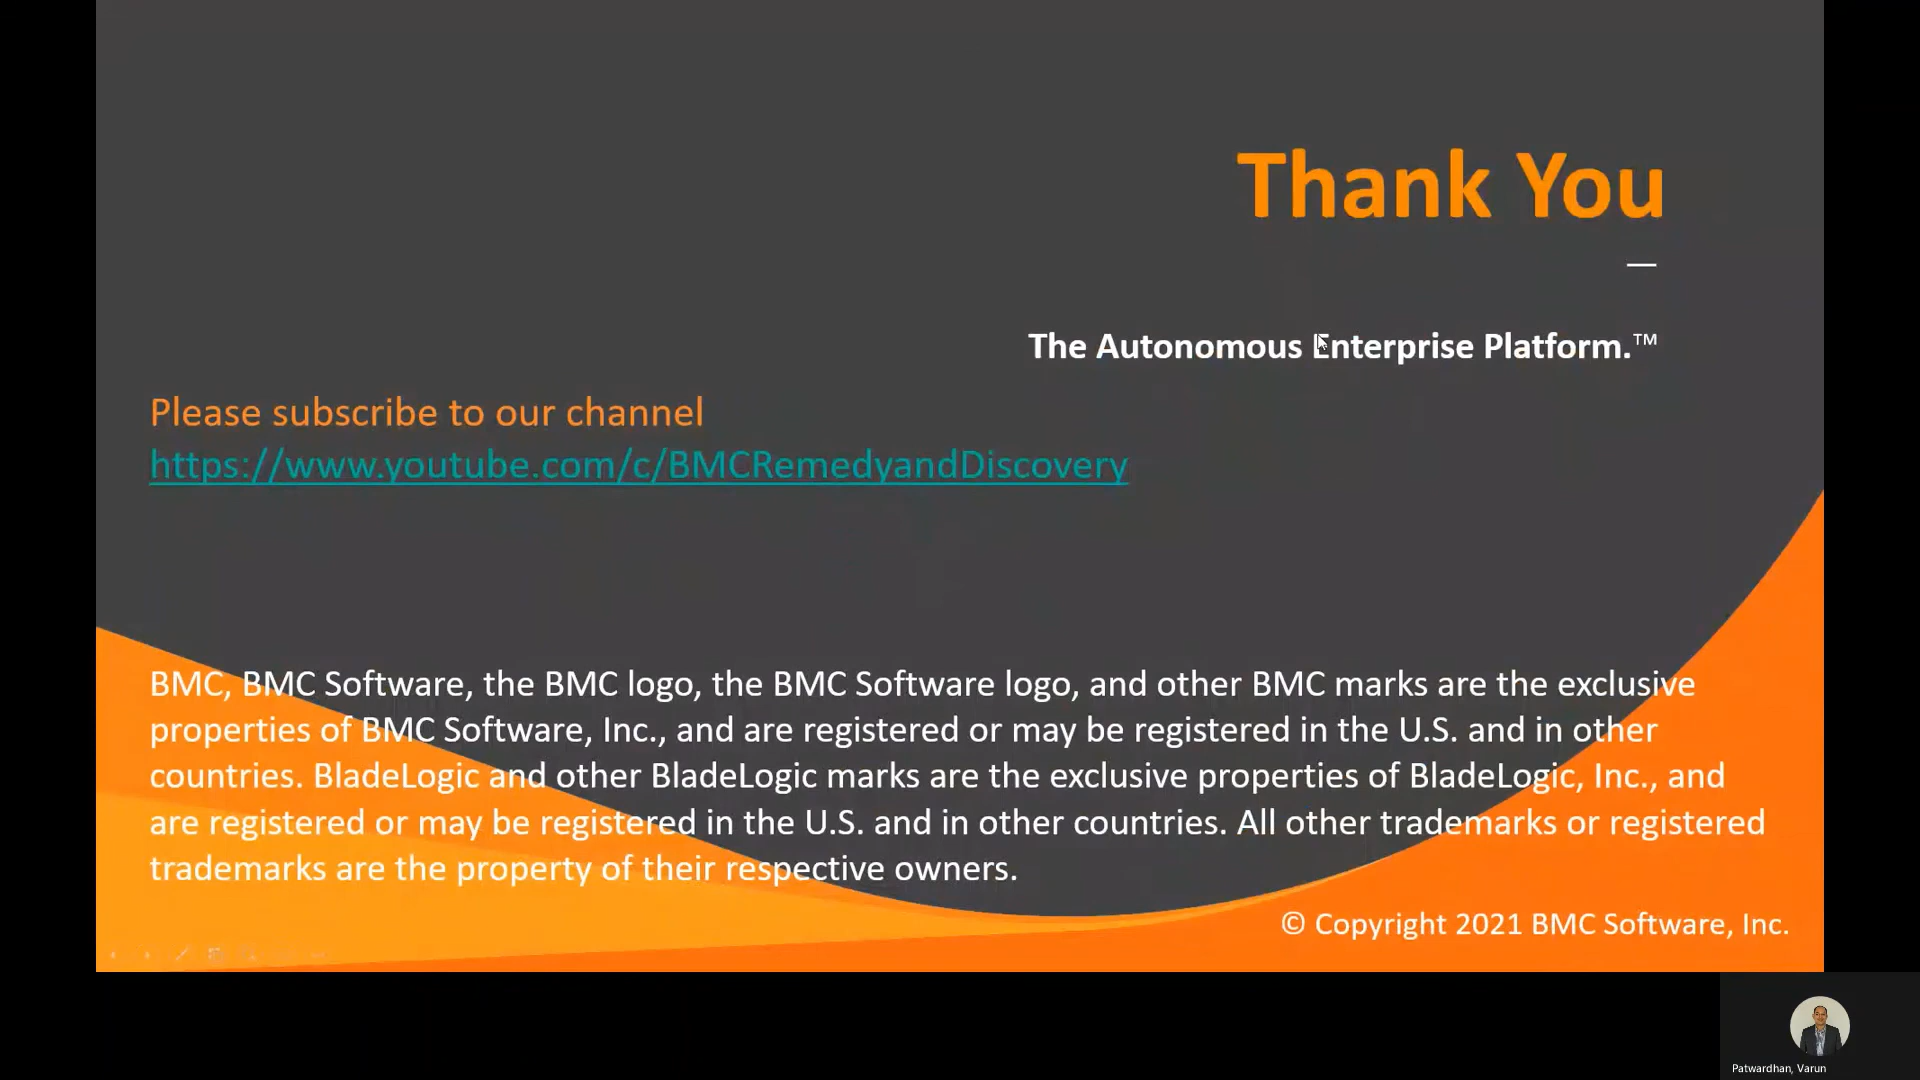 Thank You
The Autonomous Enterprise Platform.™
Please subscribe to our channel
https://www.youtube.com/c/BMCRemedyandDiscovery
BMC, BMC Software, the BMC logo, the BMC Software logo, and other BMC marks are the exclusive
properties of BMC Software, Inc., and are registered or may be registered in the U.S. and in other
countries. BladeLogic and other BladeLogic marks are the exclusive properties of BladeLogic, Inc., and
are registered or may be registered in the U.S. and in other countries. All other trademarks or registered
trademarks are the property of their respective owners.
© Copyright 2021 BMC Software, Inc.
Patwardhan, Varun